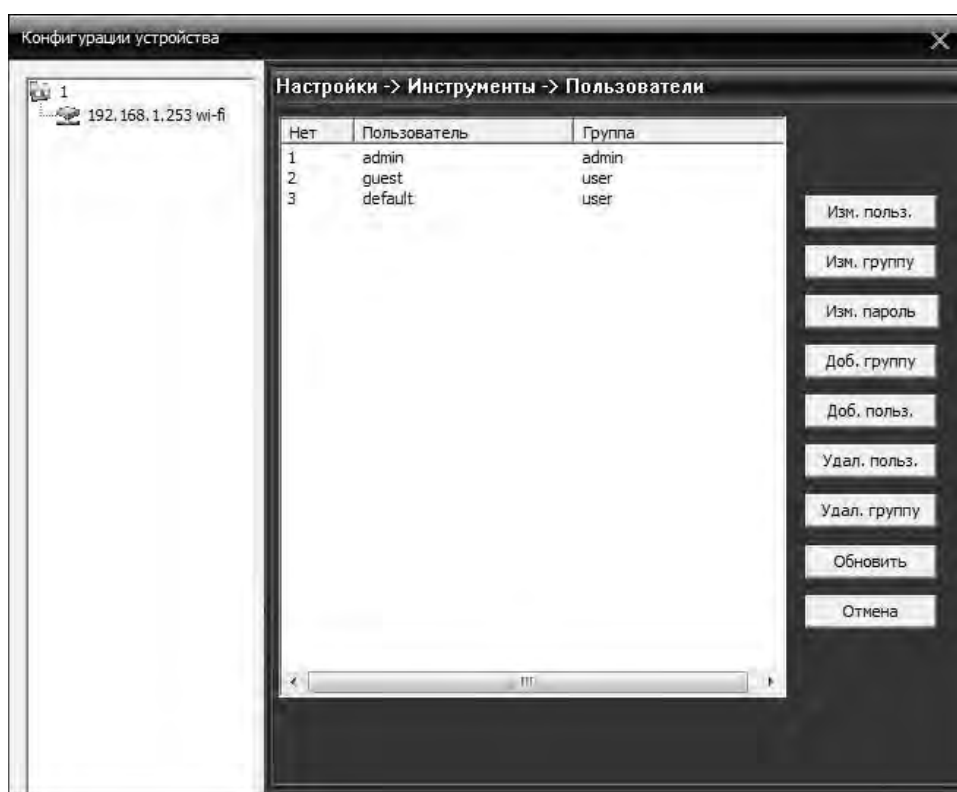 Конфигурации устройства
1
192.168.1.253 wi-fi
Настройки -> Инструменты -> Пользователи
Нет Пользователь Группа
1 admin admin
2 guest user
3 default user
Изм. польз.
Изм. группу
Изм. пароль
Доб. группу
Доб. польз.
Удал. польз.
Удал. группу
Обновить
Отмена